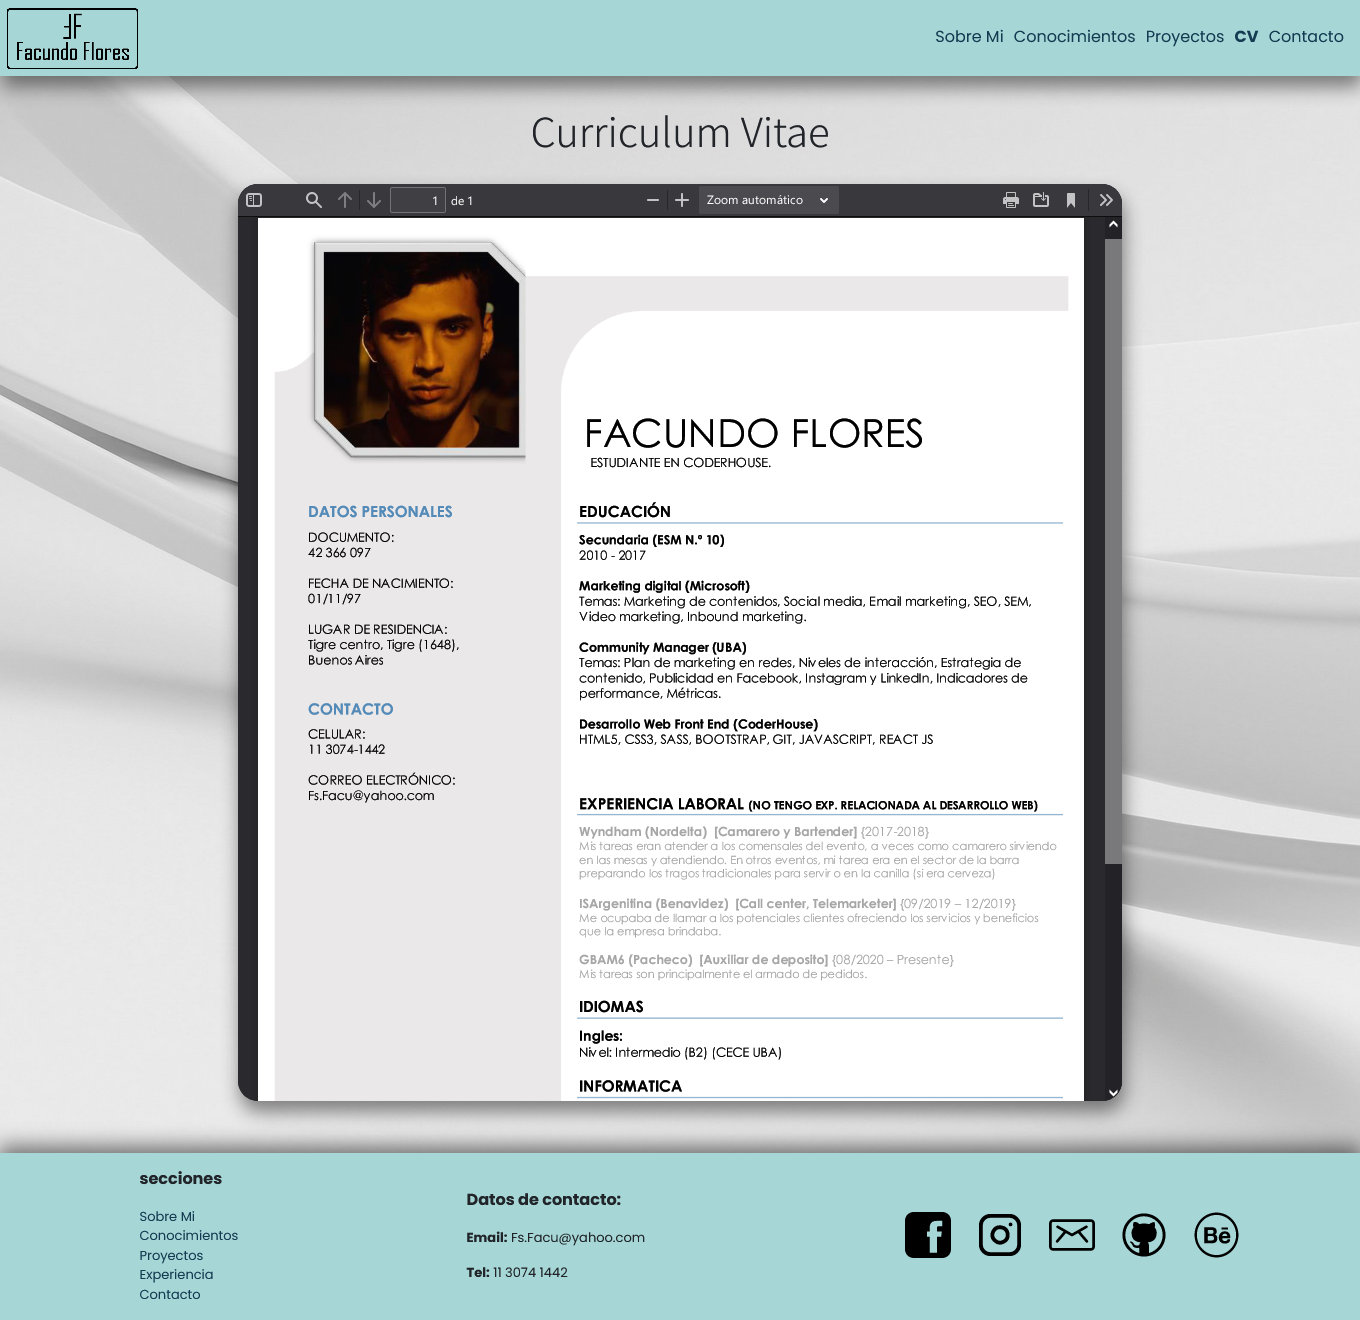 Facundo Flores
Sobre Mi Conocimientos Proyectos CV Contacto
Curriculum Vitae
1 de 1
Zoom automático
FACUNDO FLORES
ESTUDIANTE EN CODERHOUSE.
DATOS PERSONALES
DOCUMENTO:
42 366 097
FECHA DE NACIMIENTO:
01/11/97
LUGAR DE RESIDENCIA:
Tigre centro, Tigre (1648),
Buenos Aires
CONTACTO
CELULAR:
11 3074-1442
CORREO ELECTRÓNICO:
Fs.Facu@yahoo.com
EDUCACIÓN
Secundaria (ESM N.º 10)
2010 - 2017
Marketing digital (Microsoft)
Temas: Marketing de contenidos, Social media, Email marketing, SEO, SEM,
Video marketing, Inbound marketing.
Community Manager (UBA)
Temas: Plan de marketing en redes, Niveles de interacción, Estrategia de
contenido, Publicidad en Facebook, Instagram y LinkedIn, Indicadores de
performance, Métricas.
Desarrollo Web Front End (CoderHouse)
HTML5, CSS3, SASS, BOOTSTRAP, GIT, JAVASCRIPT, REACT JS
EXPERIENCIA LABORAL (NO TENGO EXP. RELACIONADA AL DESARROLLO WEB)
Wyndham (Nordelta) [Camarero y Bartender] {2017-2018}
Mis tareas eran atender a los comensales del evento, a veces como camarero sirviendo
en las mesas y atendiendo. En otros eventos, mi tarea era en el sector de la barra
preparando los tragos tradicionales para servir o en la canilla (si era cerveza)
ISArgenitina (Benavidez) [Call center, Telemarketer] {09/2019 – 12/2019}
Me ocupaba de llamar a los potenciales clientes ofreciendo los servicios y beneficios
que la empresa brindaba.
GBAM6 (Pacheco) [Auxiliar de deposito] {08/2020 – Presente}
Mis tareas son principalmente el armado de pedidos.
IDIOMAS
Ingles:
Nivel: Intermedio (B2) (CECE UBA)
INFORMATICA
secciones
Sobre Mi
Conocimientos
Proyectos
Experiencia
Contacto
Datos de contacto:
Email: Fs.Facu@yahoo.com
Tel: 11 3074 1442
Bē